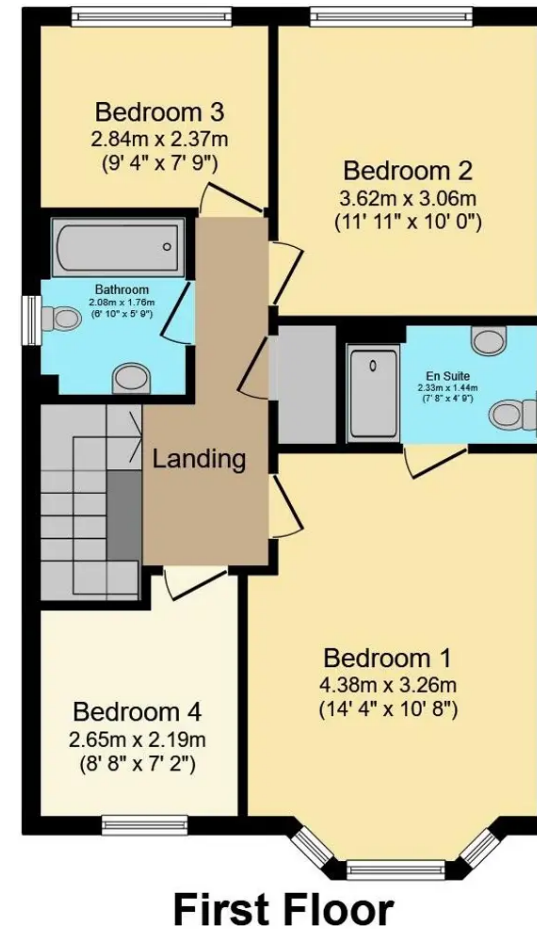 Bedroom 3
2.84m x 2.37m
(9' 4" x 7' 9")
Bedroom 2
3.62m x 3.06m
(11' 11" x 10' 0")
Bathroom
2.08m x 1.76m
(6' 10" x 5' 9")
En Suite
2.33m x 1.44m
(7' 8" x 4' 9")
Landing
Bedroom 1
4.38m x 3.26m
(14' 4" x 10' 8")
Bedroom 4
2.65m x 2.19m
(8' 8" x 7' 2")
First Floor